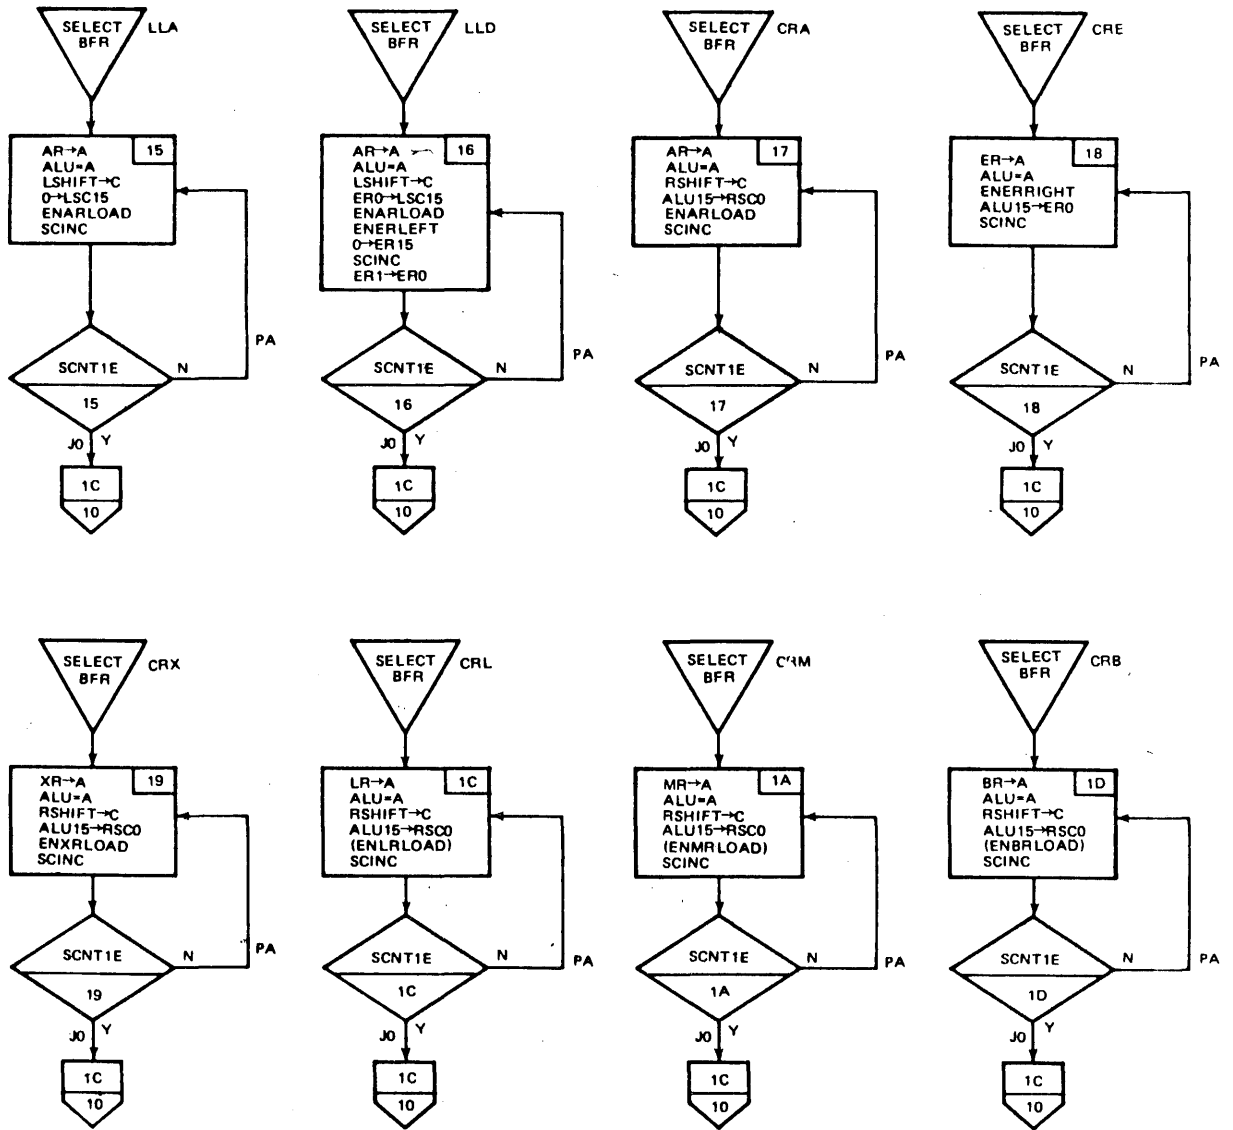 SELECT
BFR
LLA
15
AR→A
ALU=A
LSHIFT→C
0→LSC15
ENARLOAD
SCINC
SCNT1E
N
PA
15
J0
Y
1C
10
SELECT
BFR
LLD
16
AR→A
ALU=A
LSHIFT→C
ER0→LSC15
ENARLOAD
ENERLEFT
0→ER15
SCINC
ER1→ER0
SCNT1E
N
PA
16
J0
Y
1C
10
SELECT
BFR
CRA
17
AR→A
ALU=A
RSHIFT→C
ALU15→RSC0
ENARLOAD
SCINC
SCNT1E
N
PA
17
J0
Y
1C
10
SELECT
BFR
CRE
18
ER→A
ALU=A
ENERRIGHT
ALU15→ER0
SCINC
SCNT1E
N
PA
18
J0
Y
1C
10
SELECT
BFR
CRX
19
XR→A
ALU=A
RSHIFT→C
ALU15→RSC0
ENXRLOAD
SCINC
SCNT1E
N
PA
19
J0
Y
1C
10
SELECT
BFR
CRL
1C
LR→A
ALU=A
RSHIFT→C
ALU15→RSC0
(ENLRLOAD)
SCINC
SCNT1E
N
PA
1C
J0
Y
1C
10
SELECT
BFR
CRM
1A
MR→A
ALU=A
RSHIFT→C
ALU15→RSC0
(ENMRLOAD)
SCINC
SCNT1E
N
PA
1A
J0
Y
1C
10
SELECT
BFR
CRB
1D
BR→A
ALU=A
RSHIFT→C
ALU15→RSC0
(ENBRLOAD)
SCINC
SCNT1E
N
PA
1D
J0
Y
1C
10